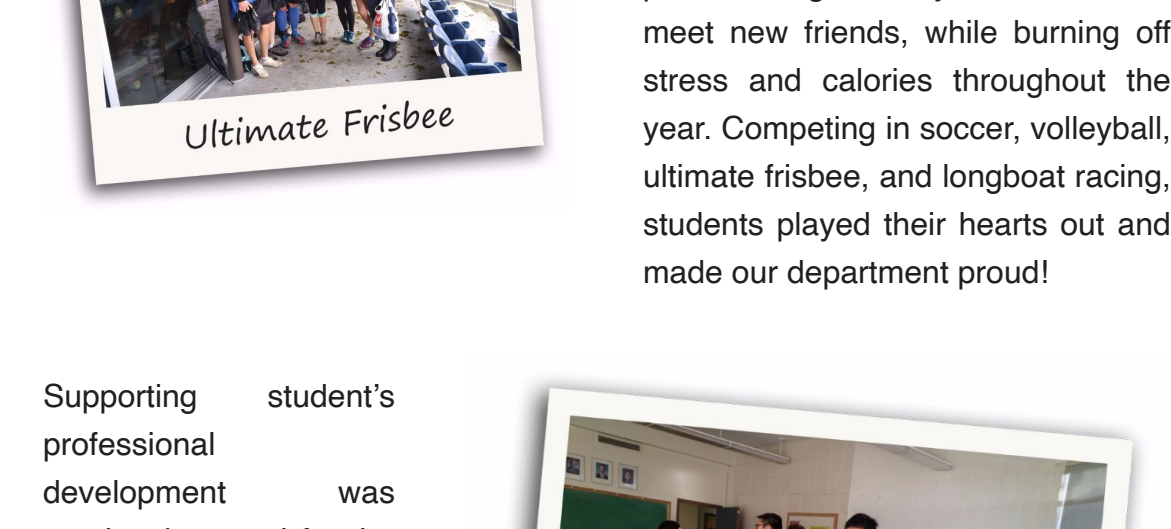 Ultimate Frisbee
meet new friends, while burning off
stress and calories throughout the
year. Competing in soccer, volleyball,
ultimate frisbee, and longboat racing,
students played their hearts out and
made our department proud!
Supporting student’s
professional
development was